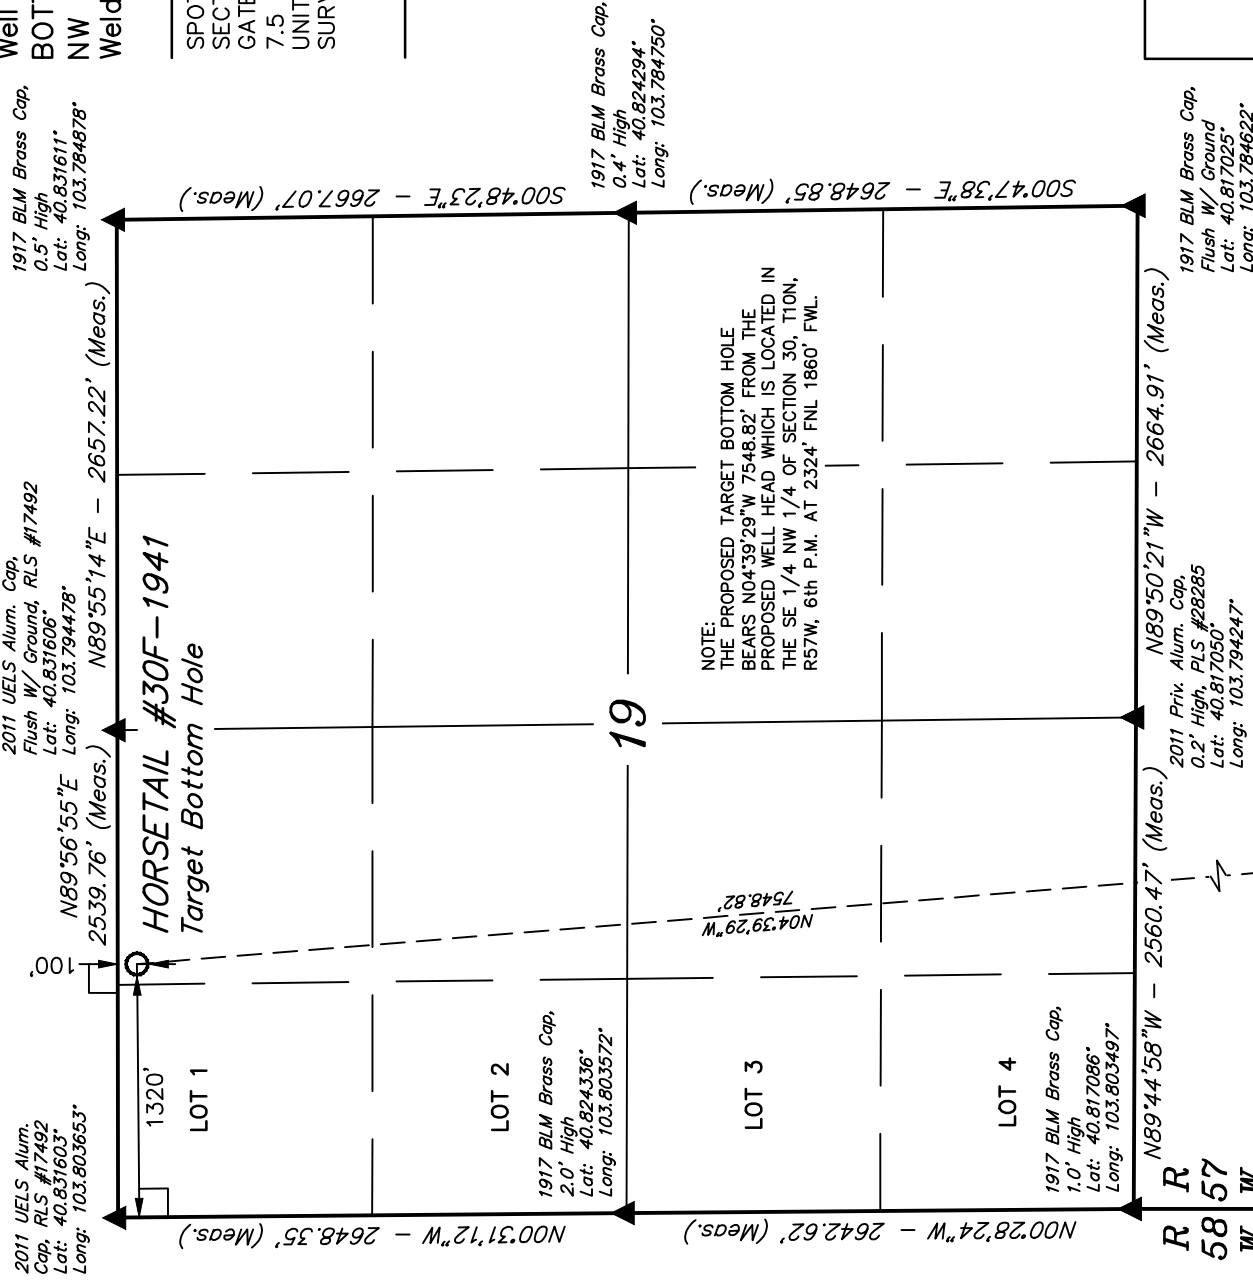 Well
BOTT
NW
Weld
SPOT
SECT
GATE
7.5
UNIT
SURV
2011 UELS Alum.
Cap, RLS #17492
Lat: 40.831603°
Long: 103.803653°
N89°56'55"E
2539.76' (Meas.)
2011 UELS Alum. Cap,
Flush W/ Ground, RLS #17492
Lat: 40.831606°
Long: 103.794478°
N89°55'14"E - 2657.22' (Meas.)
1917 BLM Brass Cap,
0.5' High
Lat: 40.831611°
Long: 103.784878°
100'
1320'
HORSETAIL #30F-1941
Target Bottom Hole
LOT 1
LOT 2
LOT 3
LOT 4
19
S00°48'23"E - 2667.07' (Meas.)
1917 BLM Brass Cap,
0.4' High
Lat: 40.824294°
Long: 103.784750°
S00°47'38"E - 2648.85' (Meas.)
NOTE:
THE PROPOSED TARGET BOTTOM HOLE
BEARS N04°39'29"W 7548.82' FROM THE
PROPOSED WELL HEAD WHICH IS LOCATED IN
THE SE 1/4 NW 1/4 OF SECTION 30, T10N,
R57W, 6th P.M. AT 2324' FNL 1860' FWL.
N04°39'29"W
7548.82'
N00°31'12"W - 2648.35' (Meas.)
1917 BLM Brass Cap,
2.0' High
Lat: 40.824336°
Long: 103.803572°
N00°28'24"W - 2642.62' (Meas.)
1917 BLM Brass Cap,
1.0' High
Lat: 40.817086°
Long: 103.803497°
N89°44'58"W - 2560.47' (Meas.)
2011 Priv. Alum. Cap,
0.2' High, PLS #28285
Lat: 40.817050°
Long: 103.794247°
N89°50'21"W - 2664.91' (Meas.)
1917 BLM Brass Cap,
Flush W/ Ground
Lat: 40.817025°
Long: 103.784622°
R R
58 57
W W